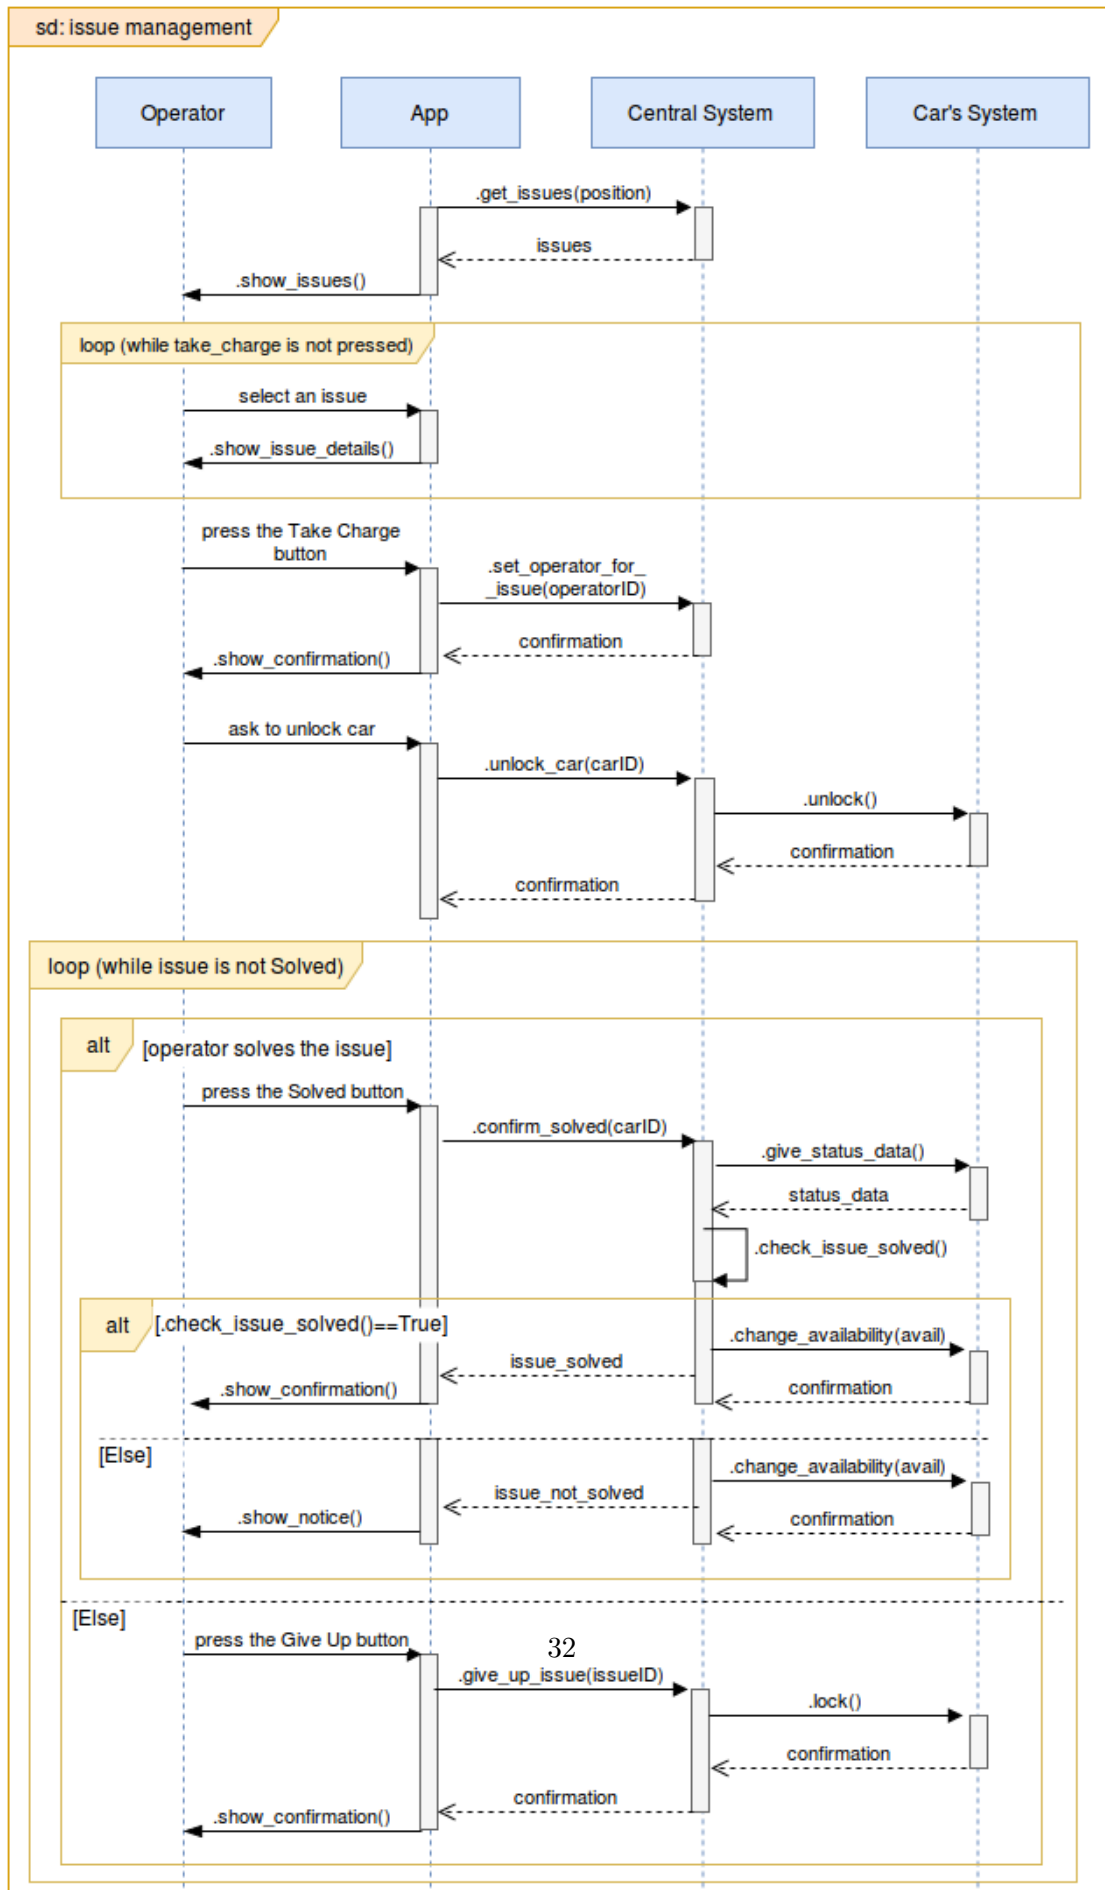 sd: issue management
Operator
App
Central System
Car's System
.get_issues(position)
issues
.show_issues()
loop (while take_charge is not pressed)
select an issue
.show_issue_details()
press the Take Charge
button
.set_operator_for_
_issue(operatorID)
confirmation
.show_confirmation()
ask to unlock car
.unlock_car(carID)
.unlock()
confirmation
confirmation
loop (while issue is not Solved)
alt
[operator solves the issue]
press the Solved button
.confirm_solved(carID)
.give_status_data()
status_data
.check_issue_solved()
alt
[.check_issue_solved()==True]
.change_availability(avail)
issue_solved
.show_confirmation()
confirmation
[Else]
.change_availability(avail)
issue_not_solved
.show_notice()
confirmation
[Else]
press the Give Up button
32
.give_up_issue(issueID)
.lock()
confirmation
confirmation
.show_confirmation()